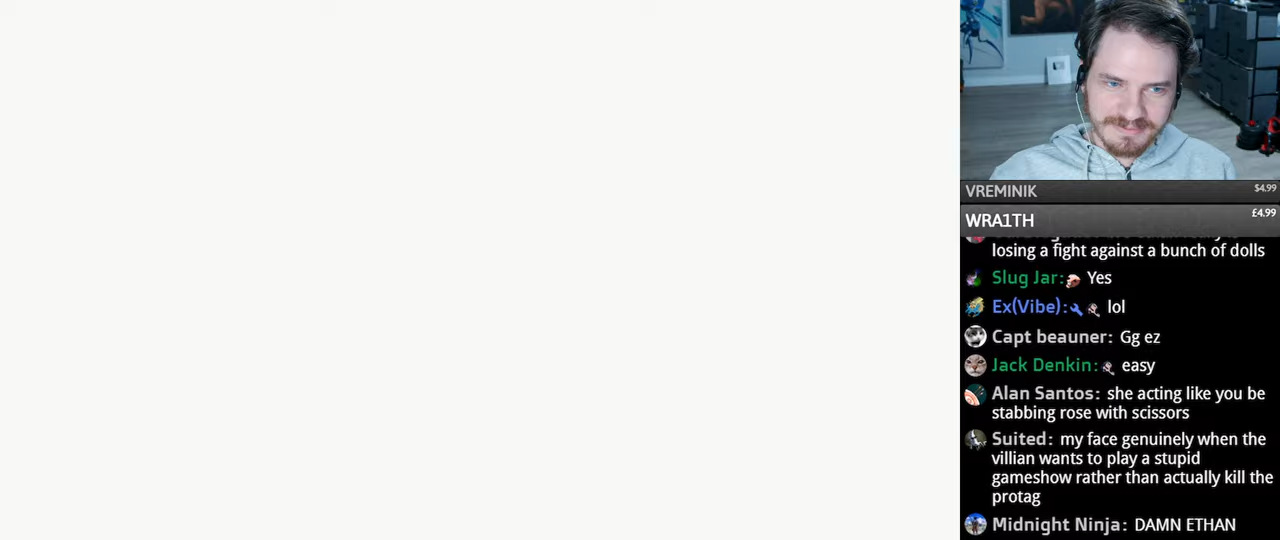 VREMINIK
$4.99
WRA1TH
£4.99
losing a fight against a bunch of dolls
Slug Jar: Yes
Ex(Vibe): lol
Capt beauner: Gg ez
Jack Denkin: easy
Alan Santos: she acting like you be
stabbing rose with scissors
Suited: my face genuinely when the
villian wants to play a stupid
gameshow rather than actually kill the
protag
Midnight Ninja: DAMN ETHAN